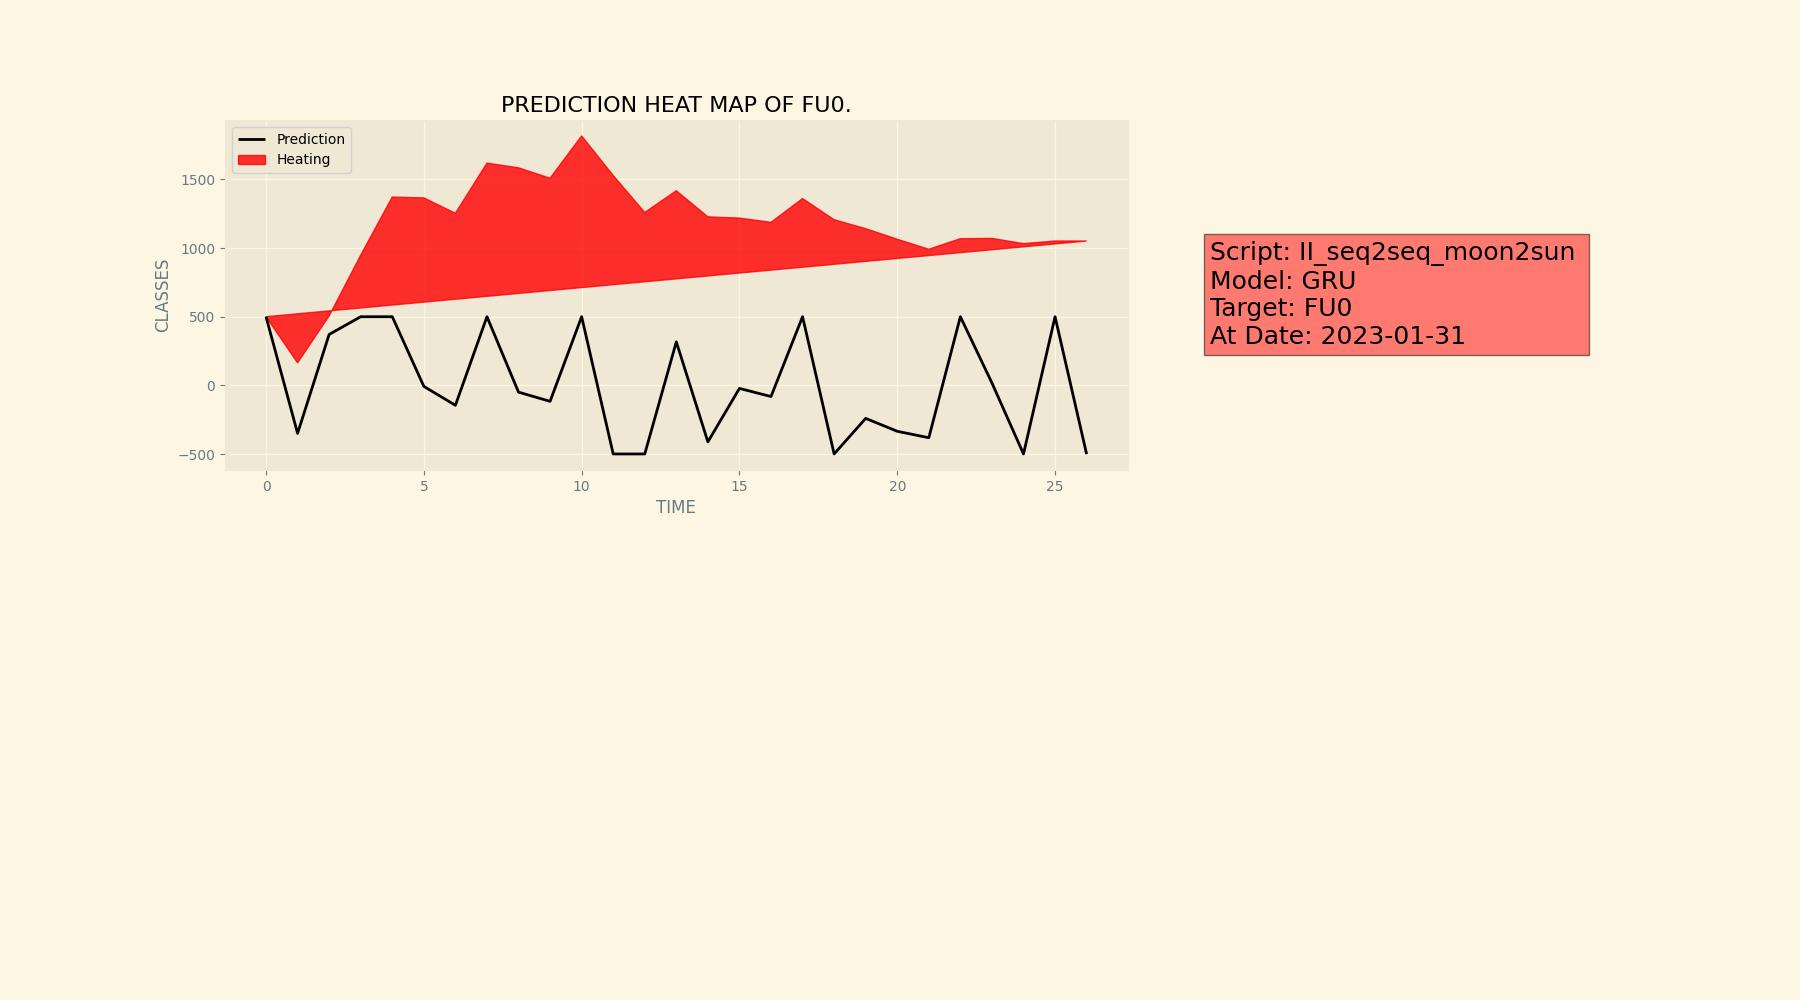 PREDICTION HEAT MAP OF FU0.
Prediction
Heating
CLASSES
1500
1000
500
0
−500
0 5 10 15 20 25
TIME
Script: II_seq2seq_moon2sun
Model: GRU
Target: FU0
At Date: 2023-01-31